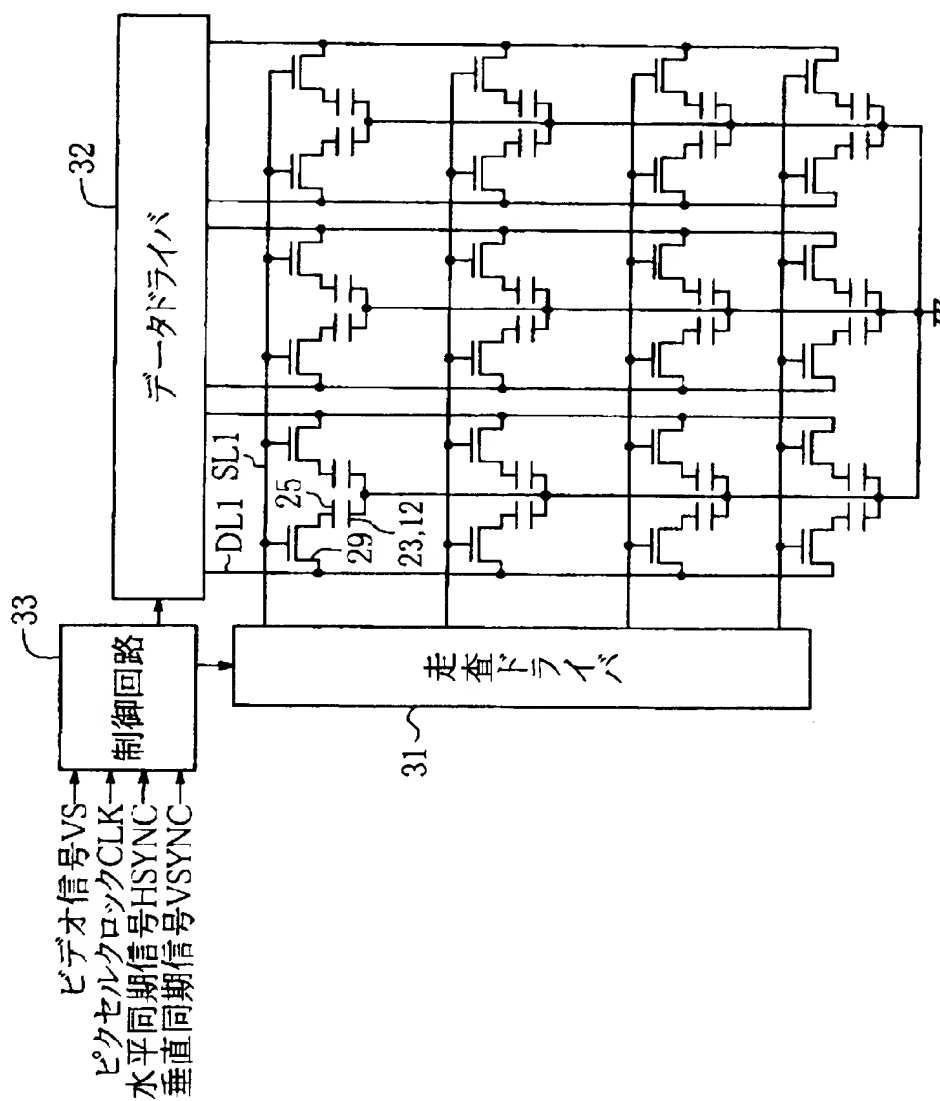 ビデオ信号VS
ピクセルクロックCLK
水平同期信号HSYNC
垂直同期信号VSYNC
制御回路
33
データドライバ
32
走査ドライバ
31
DL1
SL1
25
29
23,12